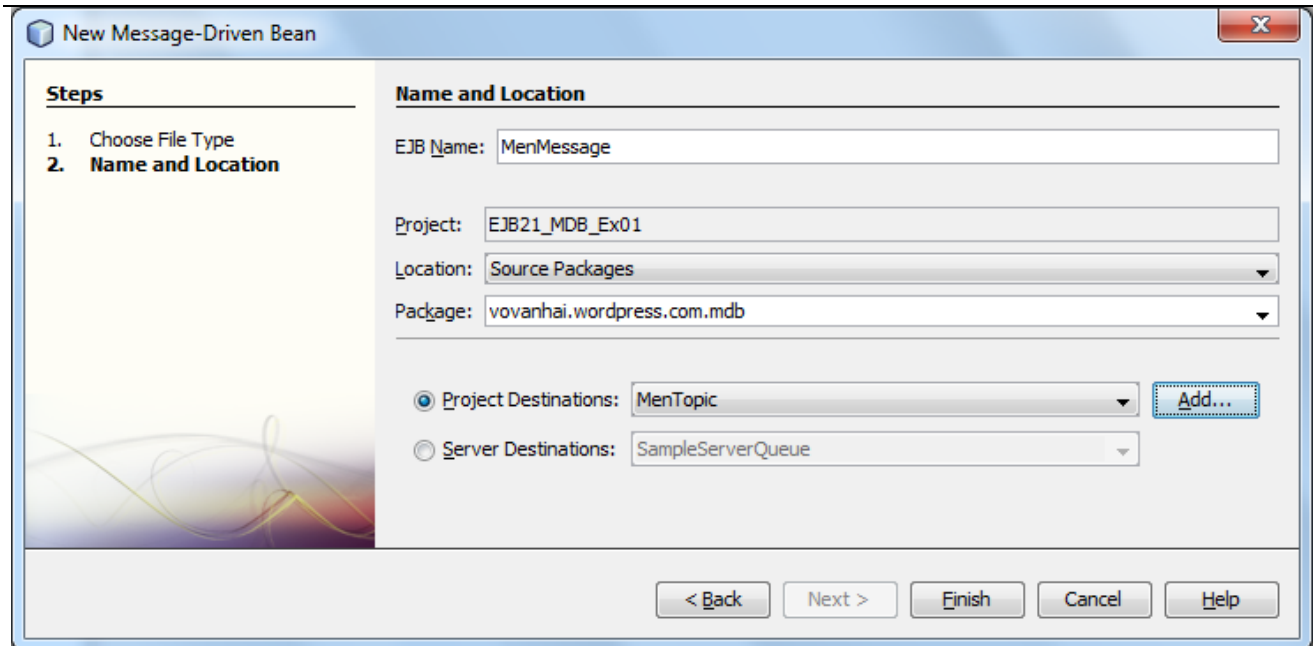 New Message-Driven Bean
Steps
1. Choose File Type
2. Name and Location
Name and Location
EJB Name: MenMessage
Project: EJB21_MDB_Ex01
Location: Source Packages
Package: vovanhai.wordpress.com.mdb
Project Destinations: MenTopic Add...
Server Destinations: SampleServerQueue
< Back Next > Finish Cancel Help